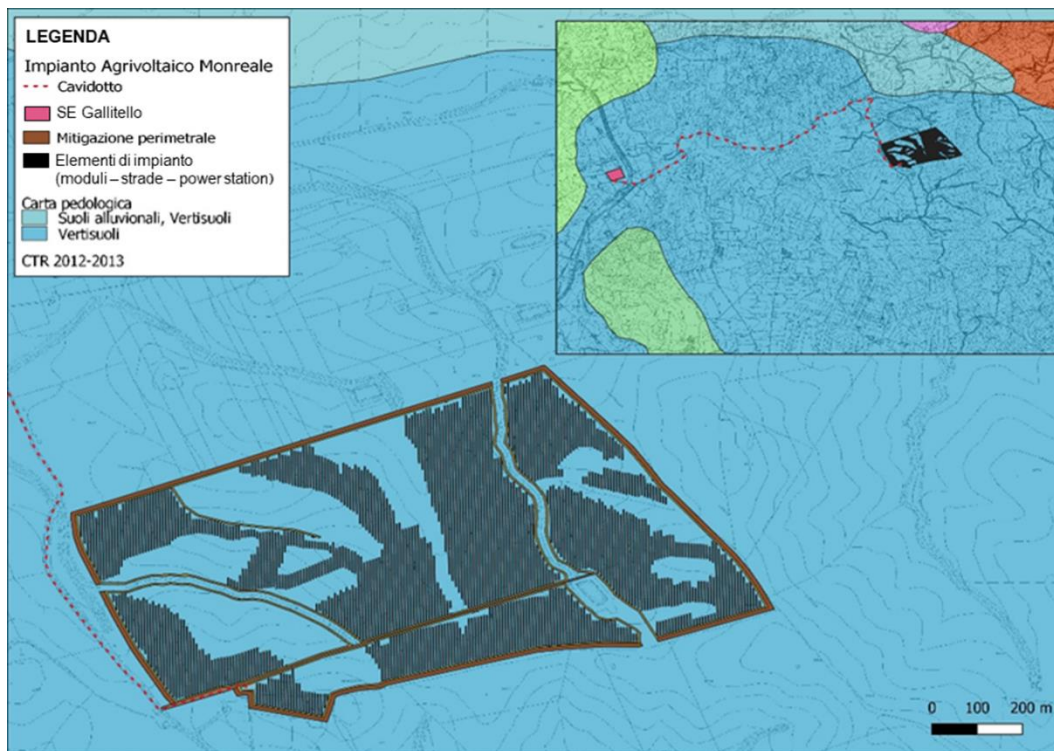 LEGENDA
Impianto Agrivoltaico Monreale
Cavidotto
SE Gallitello
Mitigazione perimetrale
Elementi di impianto
(moduli – strade – power station)
Carta pedologica
Suoli alluvionali, Vertisuoli
Vertisuoli
CTR 2012-2013
0 100 200 m